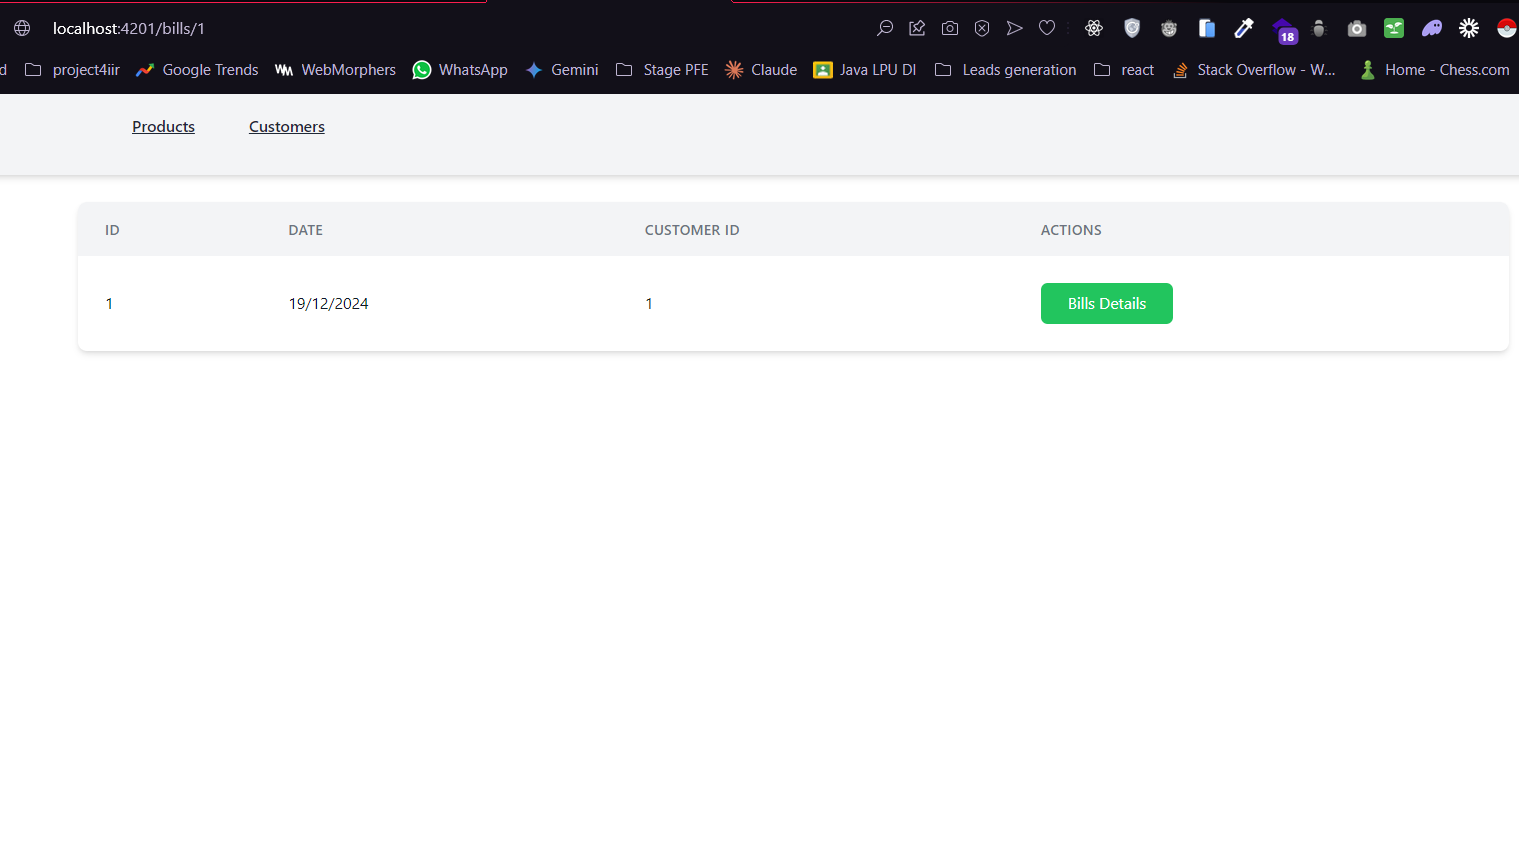 localhost:4201/bills/1
18
d project4iir Google Trends WebMorphers WhatsApp Gemini Stage PFE Claude Java LPU DI Leads generation react Stack Overflow - W... Home - Chess.com
Products Customers
ID DATE CUSTOMER ID ACTIONS
1 19/12/2024 1 Bills Details